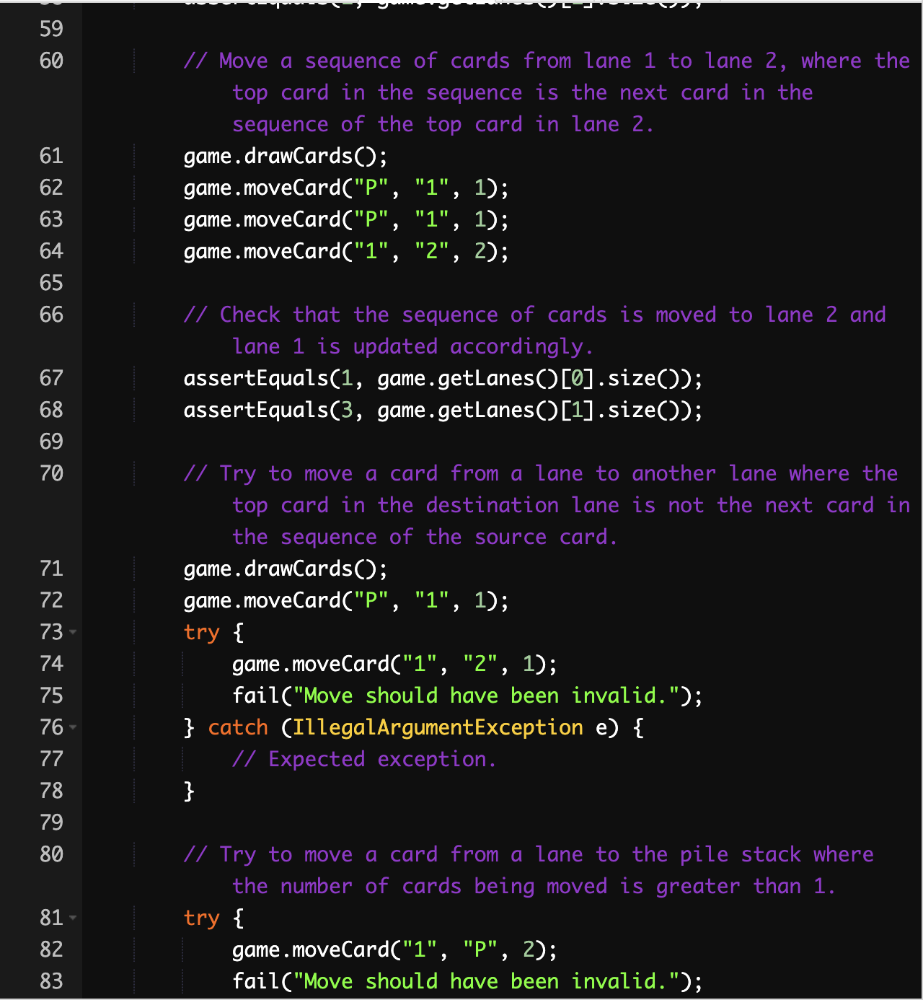 59
60 // Move a sequence of cards from lane 1 to lane 2, where the
top card in the sequence is the next card in the
sequence of the top card in lane 2.
61 game.drawCards();
62 game.moveCard("P", "1", 1);
63 game.moveCard("P", "1", 1);
64 game.moveCard("1", "2", 2);
65
66 // Check that the sequence of cards is moved to lane 2 and
lane 1 is updated accordingly.
67 assertEquals(1, game.getLanes()[0].size());
68 assertEquals(3, game.getLanes()[1].size());
69
70 // Try to move a card from a lane to another lane where the
top card in the destination lane is not the next card in
the sequence of the source card.
71 game.drawCards();
72 game.moveCard("P", "1", 1);
73 try {
74 game.moveCard("1", "2", 1);
75 fail("Move should have been invalid.");
76 } catch (IllegalArgumentException e) {
77 // Expected exception.
78 }
79
80 // Try to move a card from a lane to the pile stack where
the number of cards being moved is greater than 1.
81 try {
82 game.moveCard("1", "P", 2);
83 fail("Move should have been invalid.");